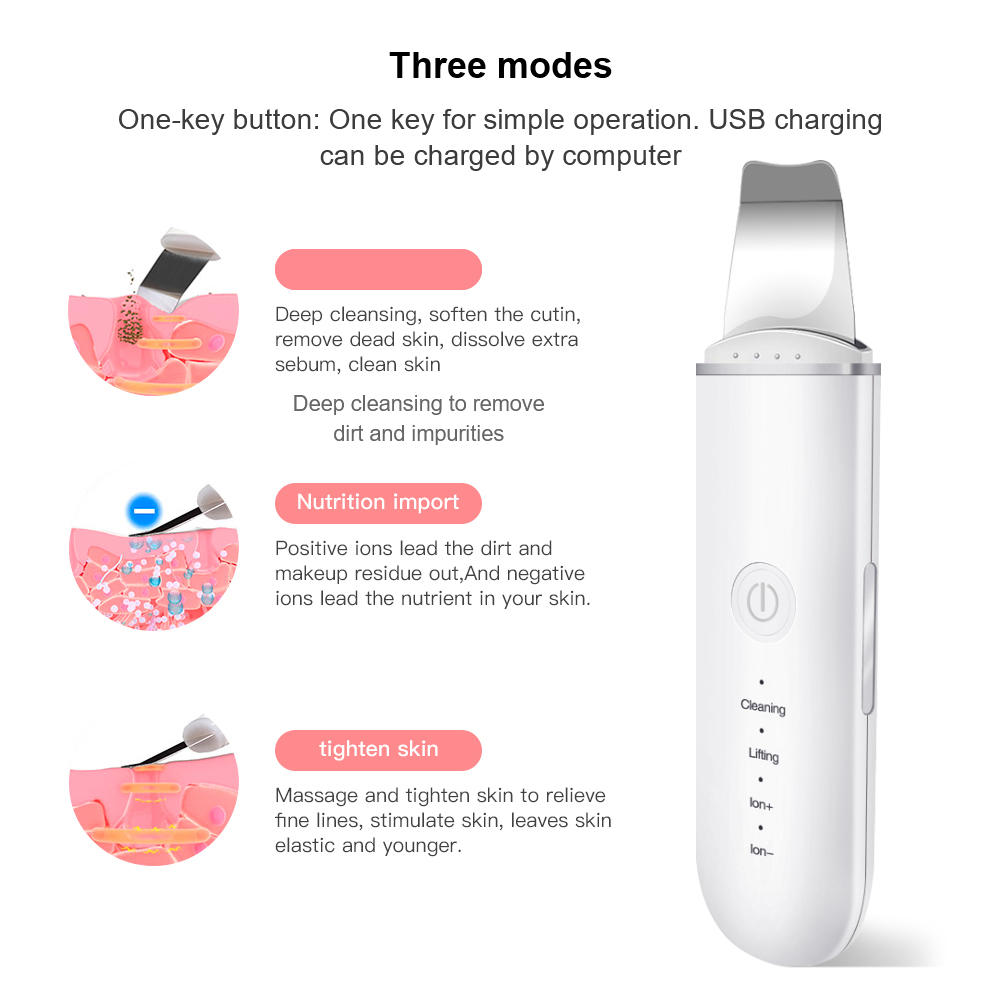 Three modes
One-key button: One key for simple operation. USB charging
can be charged by computer
Deep cleansing, soften the cutin,
remove dead skin, dissolve extra
sebum, clean skin
Deep cleansing to remove
dirt and impurities
Nutrition import
Positive ions lead the dirt and
makeup residue out,And negative
ions lead the nutrient in your skin.
tighten skin
Massage and tighten skin to relieve
fine lines, stimulate skin, leaves skin
elastic and younger.
Cleaning
Lifting
Ion+
Ion–